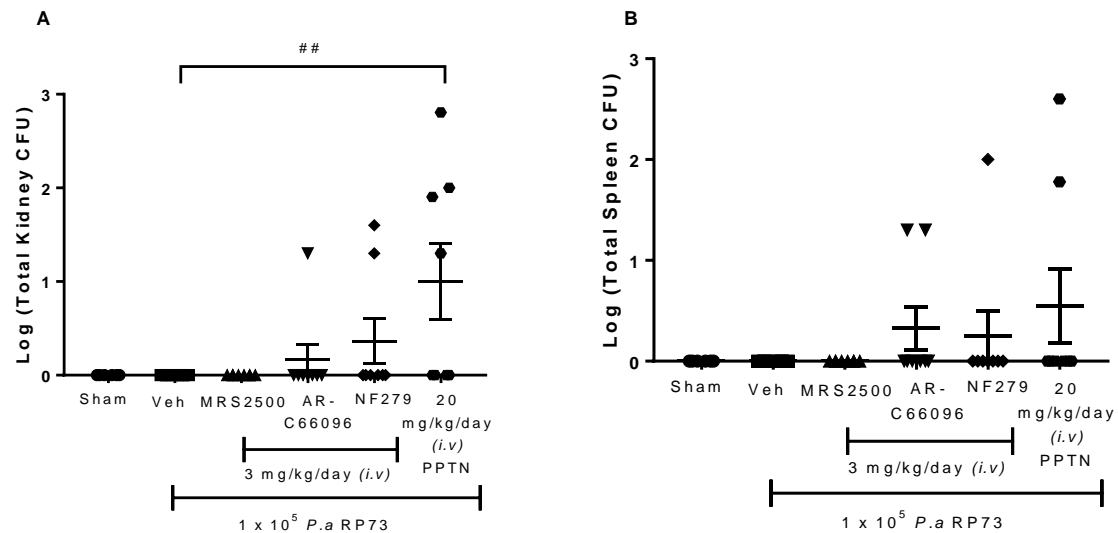 A
##
Log (Total Kidney CFU)
3
2
1
0
Sham
Veh
MRS2500
AR-
C66096
NF279
20
mg/kg/day
(i.v)
PPTN
3 mg/kg/day (i.v)
1 x 10⁵ P.a RP73
B
Log (Total Spleen CFU)
3
2
1
0
Sham
Veh
MRS2500
AR-
C66096
NF279
20
mg/kg/day
(i.v)
PPTN
3 mg/kg/day (i.v)
1 x 10⁵ P.a RP73